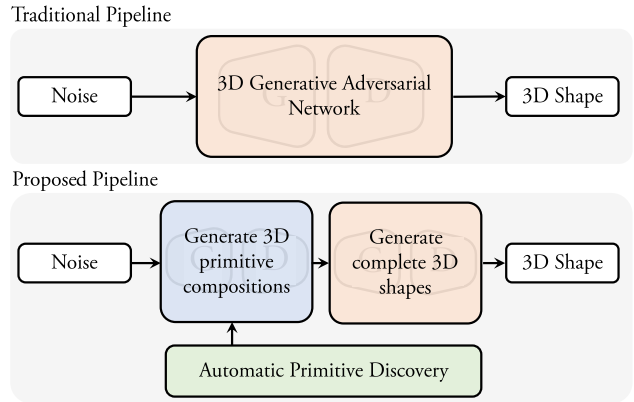 Traditional Pipeline
Noise
3D Generative Adversarial
Network
G
D
3D Shape
Proposed Pipeline
Noise
Generate 3D
primitive
compositions
G
D
Generate
complete 3D
shapes
G
D
3D Shape
Automatic Primitive Discovery